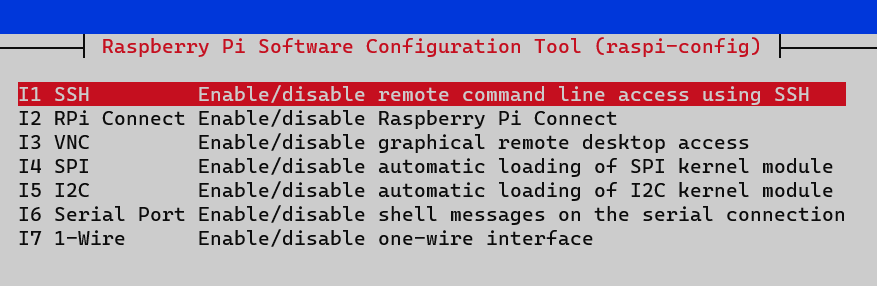 Raspberry Pi Software Configuration Tool (raspi-config)
I1 SSH Enable/disable remote command line access using SSH
I2 RPi Connect Enable/disable Raspberry Pi Connect
I3 VNC Enable/disable graphical remote desktop access
I4 SPI Enable/disable automatic loading of SPI kernel module
I5 I2C Enable/disable automatic loading of I2C kernel module
I6 Serial Port Enable/disable shell messages on the serial connection
I7 1-Wire Enable/disable one-wire interface